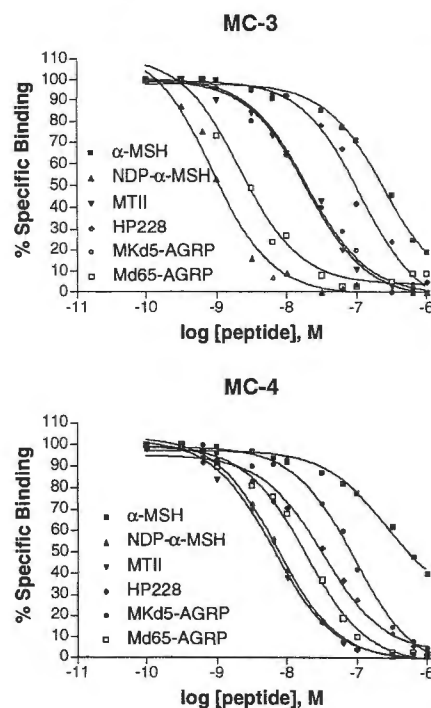 MC-3
110
100
90
80
70
60
50
40
30
20
10
0
% Specific Binding
α-MSH
NDP-α-MSH
MTII
HP228
MKd5-AGRP
Md65-AGRP
-11 -10 -9 -8 -7 -6
log [peptide], M
MC-4
110
100
90
80
70
60
50
40
30
20
10
0
% Specific Binding
α-MSH
NDP-α-MSH
MTII
HP228
MKd5-AGRP
Md65-AGRP
-11 -10 -9 -8 -7 -6
log [peptide], M